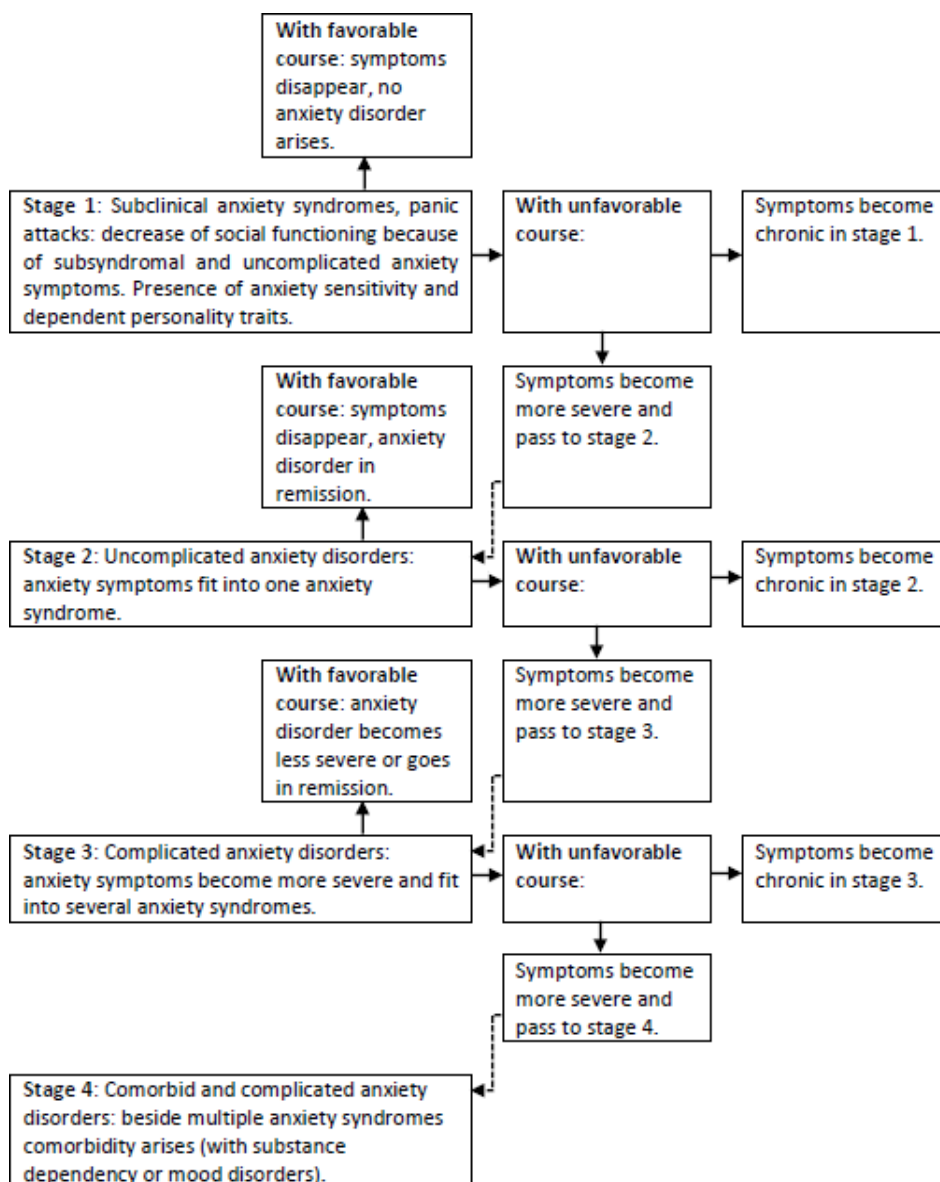 With favorable
course: symptoms
disappear, no
anxiety disorder
arises.
Stage 1: Subclinical anxiety syndromes, panic
attacks: decrease of social functioning because
of subsyndromal and uncomplicated anxiety
symptoms. Presence of anxiety sensitivity and
dependent personality traits.
With unfavorable
course:
Symptoms become
chronic in stage 1.
With favorable
course: symptoms
disappear, anxiety
disorder in
remission.
Symptoms become
more severe and
pass to stage 2.
Stage 2: Uncomplicated anxiety disorders:
anxiety symptoms fit into one anxiety
syndrome.
With unfavorable
course:
Symptoms become
chronic in stage 2.
With favorable
course: anxiety
disorder becomes
less severe or goes
in remission.
Symptoms become
more severe and
pass to stage 3.
Stage 3: Complicated anxiety disorders:
anxiety symptoms become more severe and fit
into several anxiety syndromes.
With unfavorable
course:
Symptoms become
chronic in stage 3.
Symptoms become
more severe and
pass to stage 4.
Stage 4: Comorbid and complicated anxiety
disorders: beside multiple anxiety syndromes
comorbidity arises (with substance
dependency or mood disorders).